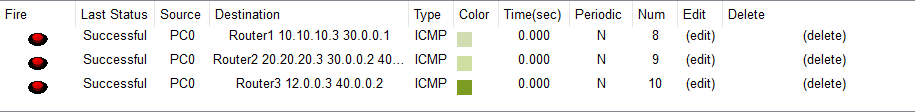 Fire Last Status Source Destination Type Color Time(sec) Periodic Num Edit Delete
Successful PC0 Router1 10.10.10.3 30.0.0.1 ICMP 0.000 N 8 (edit) (delete)
Successful PC0 Router2 20.20.20.3 30.0.0.2 40... ICMP 0.000 N 9 (edit) (delete)
Successful PC0 Router3 12.0.0.3 40.0.0.2 ICMP 0.000 N 10 (edit) (delete)